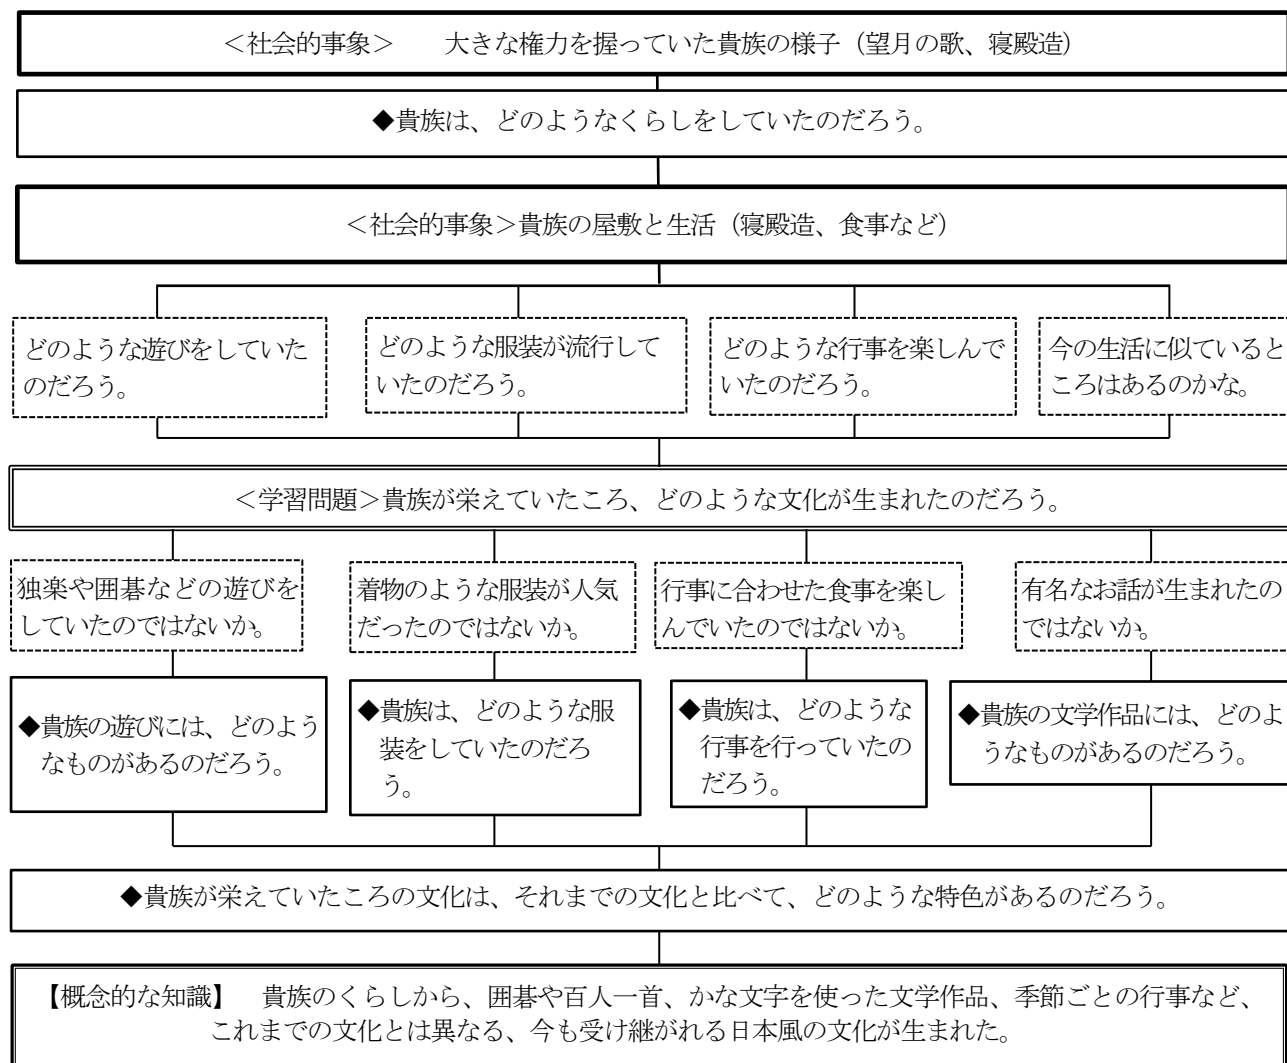 ＜社会的事象＞　　大きな権力を握っていた貴族の様子（望月の歌、寝殿造）
◆貴族は、どのようなくらしをしていたのだろう。
＜社会的事象＞貴族の屋敷と生活（寝殿造、食事など）
どのような遊びをしていた
のだろう。
どのような服装が流行して
いたのだろう。
どのような行事を楽しんで
いたのだろう。
今の生活に似ていると
ころはあるのかな。
＜学習問題＞貴族が栄えていたころ、どのような文化が生まれたのだろう。
独楽や囲碁などの遊びを
していたのではないか。
着物のような服装が人気
だったのではないか。
行事に合わせた食事を楽し
んでいたのではないか。
有名なお話が生まれたの
ではないか。
◆貴族の遊びには、どのよう
なものがあるのだろう。
◆貴族は、どのような服
装をしていたのだろ
う。
◆貴族は、どのような
行事を行っていたの
だろう。
◆貴族の文学作品には、どのよ
うなものがあるのだろう。
◆貴族が栄えていたころの文化は、それまでの文化と比べて、どのような特色があるのだろう。
【概念的な知識】　貴族のくらしから、囲碁や百人一首、かな文字を使った文学作品、季節ごとの行事など、
これまでの文化とは異なる、今も受け継がれる日本風の文化が生まれた。